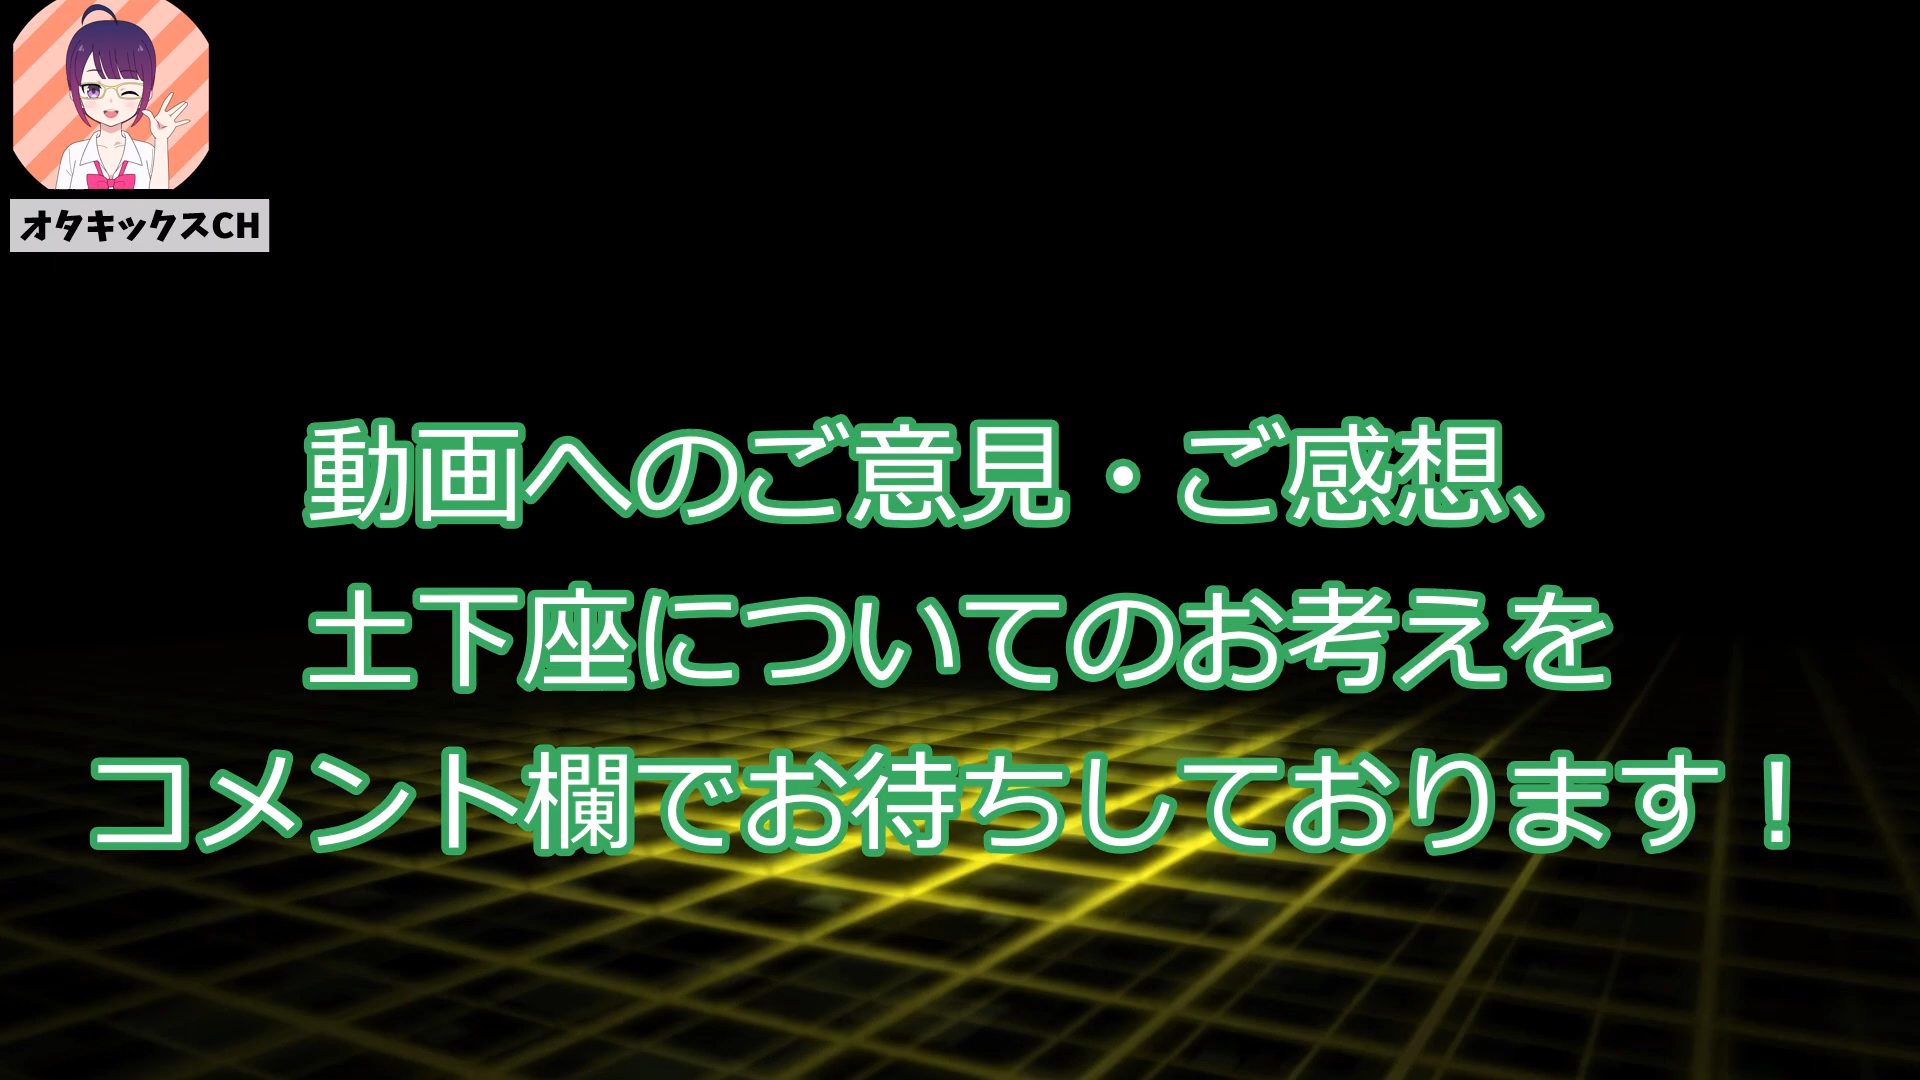 オタキックスCH
動画へのご意見・ご感想、
土下座についてのお考えを
コメント欄でお待ちしております！